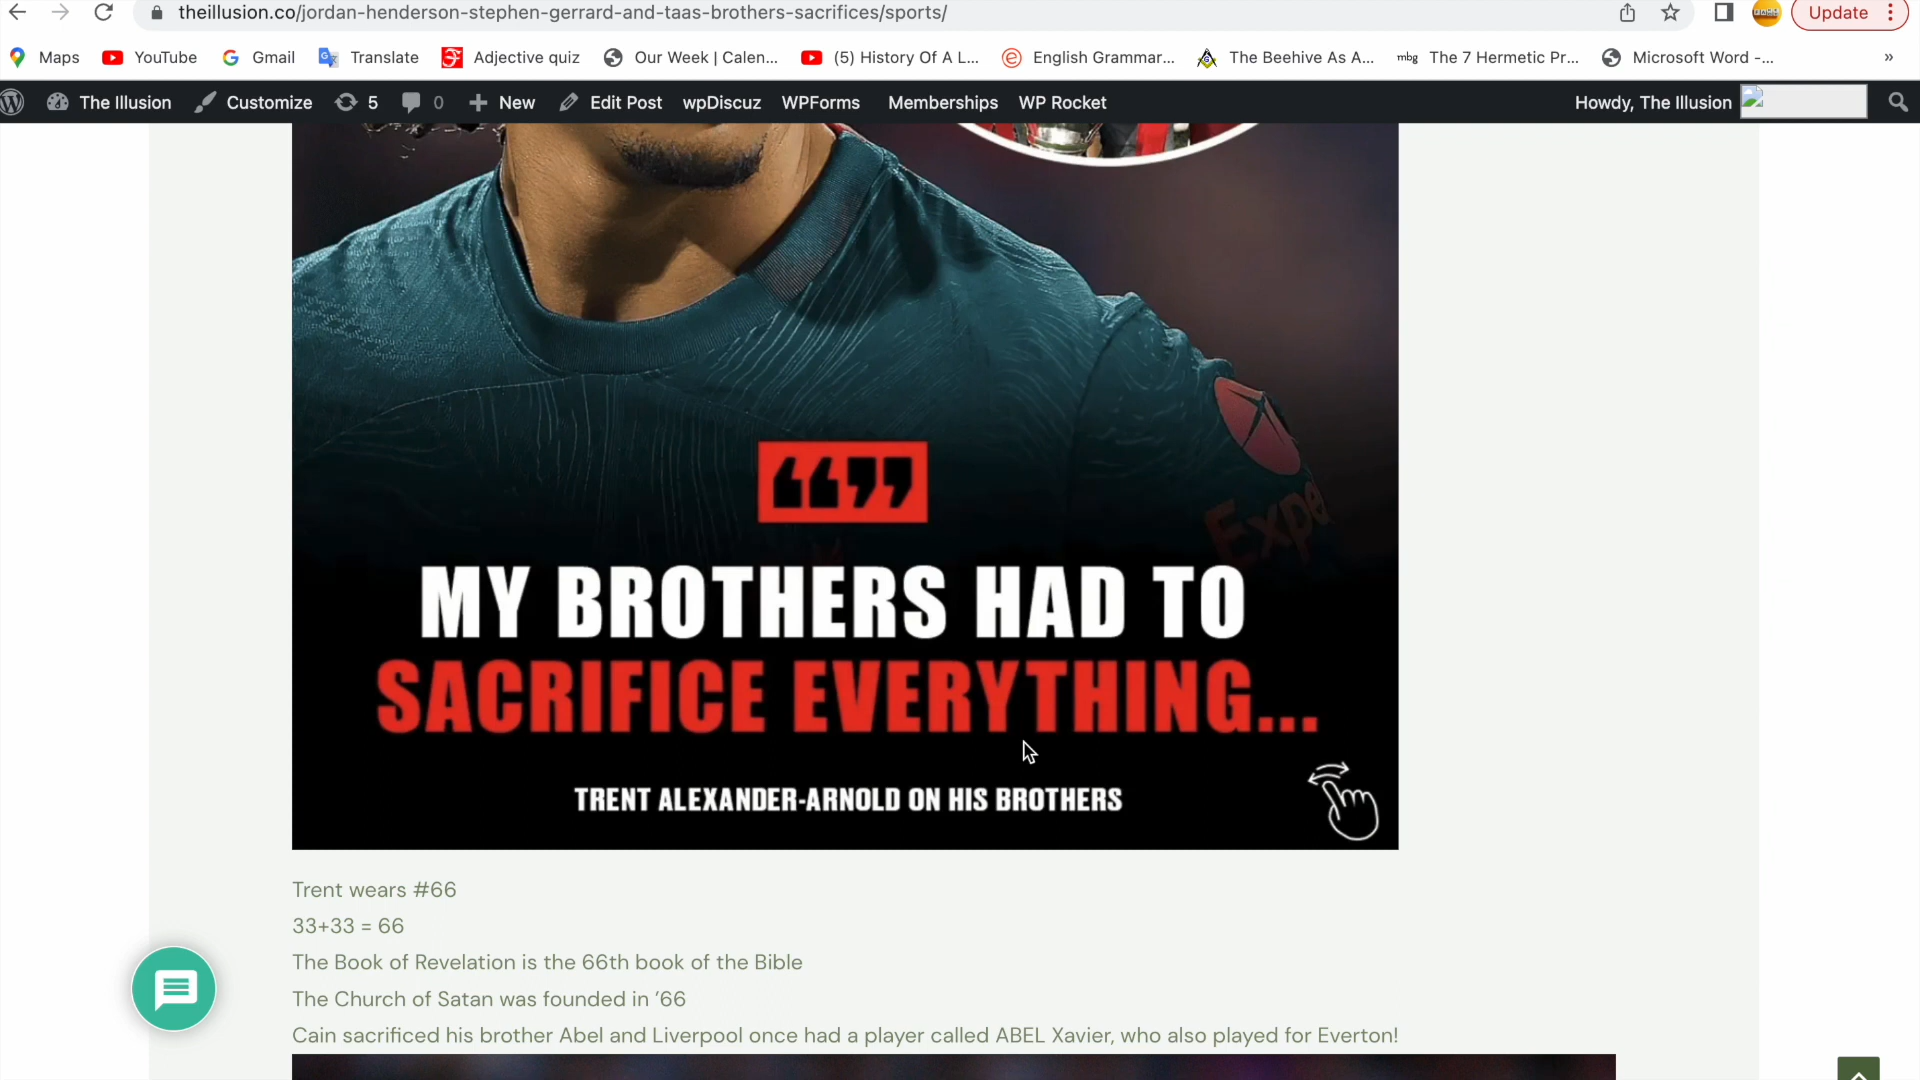 theillusion.co/jordan-henderson-stephen-gerrard-and-taas-brothers-sacrifices/sports/
Update
Maps YouTube Gmail Translate Adjective quiz Our Week | Calen... (5) History Of A L... English Grammar... The Beehive As A... mbg The 7 Hermetic Pr... Microsoft Word -... »
The Illusion Customize 5 0 New Edit Post wpDiscuz WPForms Memberships WP Rocket Howdy, The Illusion
Expe
MY BROTHERS HAD TO
SACRIFICE EVERYTHING...
TRENT ALEXANDER-ARNOLD ON HIS BROTHERS
Trent wears #66
33+33 = 66
The Book of Revelation is the 66th book of the Bible
The Church of Satan was founded in ’66
Cain sacrificed his brother Abel and Liverpool once had a player called ABEL Xavier, who also played for Everton!